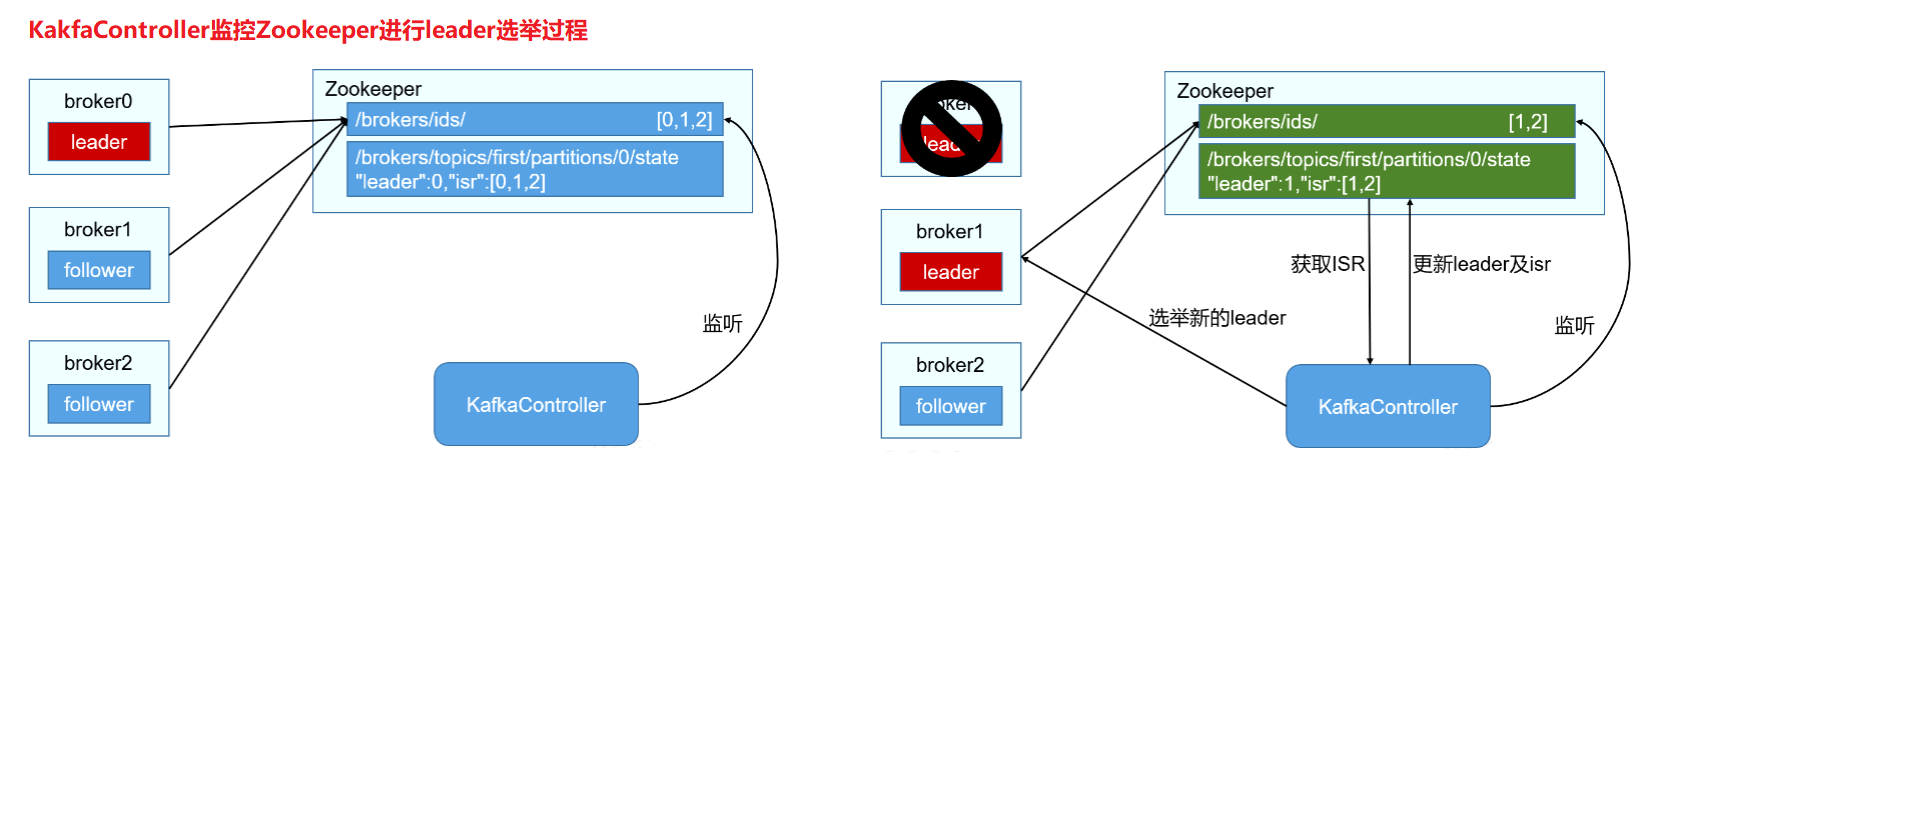 KakfaController监控Zookeeper进行leader选举过程
broker0
leader
broker1
follower
broker2
follower
Zookeeper
/brokers/ids/ [0,1,2]
/brokers/topics/first/partitions/0/state
"leader":0,"isr":[0,1,2]
监听
KafkaController
broker1
leader
broker2
follower
Zookeeper
/brokers/ids/ [1,2]
/brokers/topics/first/partitions/0/state
"leader":1,"isr":[1,2]
获取ISR
更新leader及isr
选举新的leader
监听
KafkaController